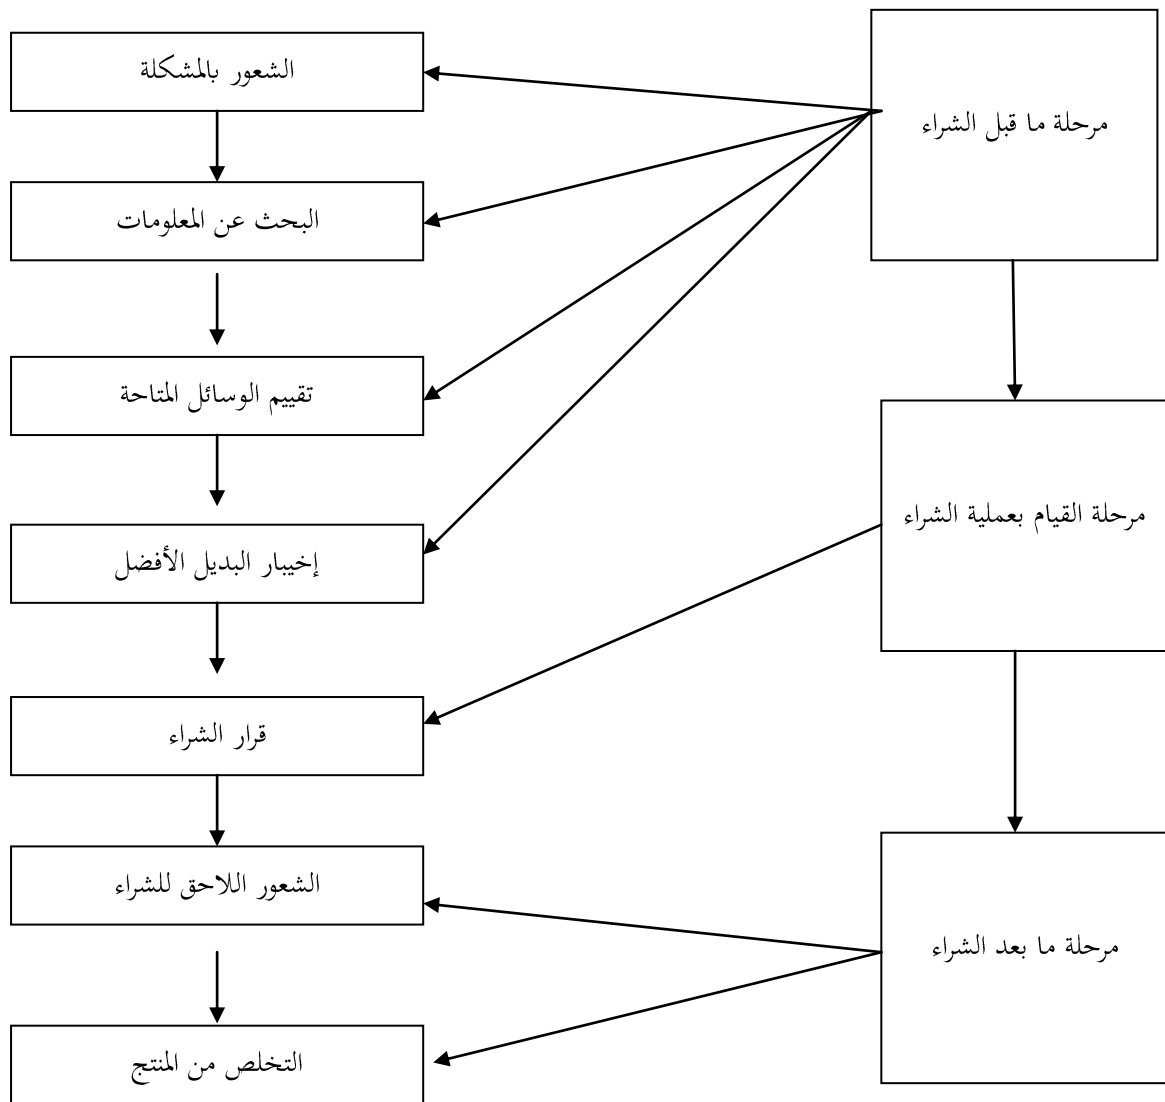 مرحلة ما قبل الشراء
الشعور بالمشكلة
البحث عن المعلومات
تقييم الوسائل المتاحة
إخيبار البديل الأفضل
مرحلة القيام بعملية الشراء
قرار الشراء
مرحلة ما بعد الشراء
الشعور اللاحق للشراء
التخلص من المنتج